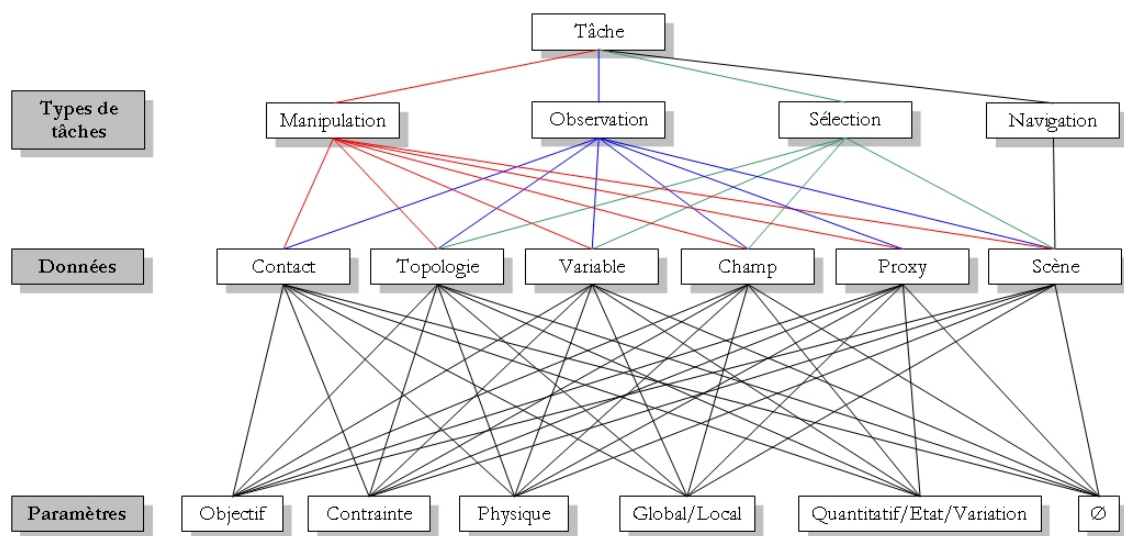 Tâche
Types de
tâches
Manipulation
Observation
Sélection
Navigation
Données
Contact
Topologie
Variable
Champ
Proxy
Scène
Paramètres
Objectif
Contrainte
Physique
Global/Local
Quantitatif/Etat/Variation
∅